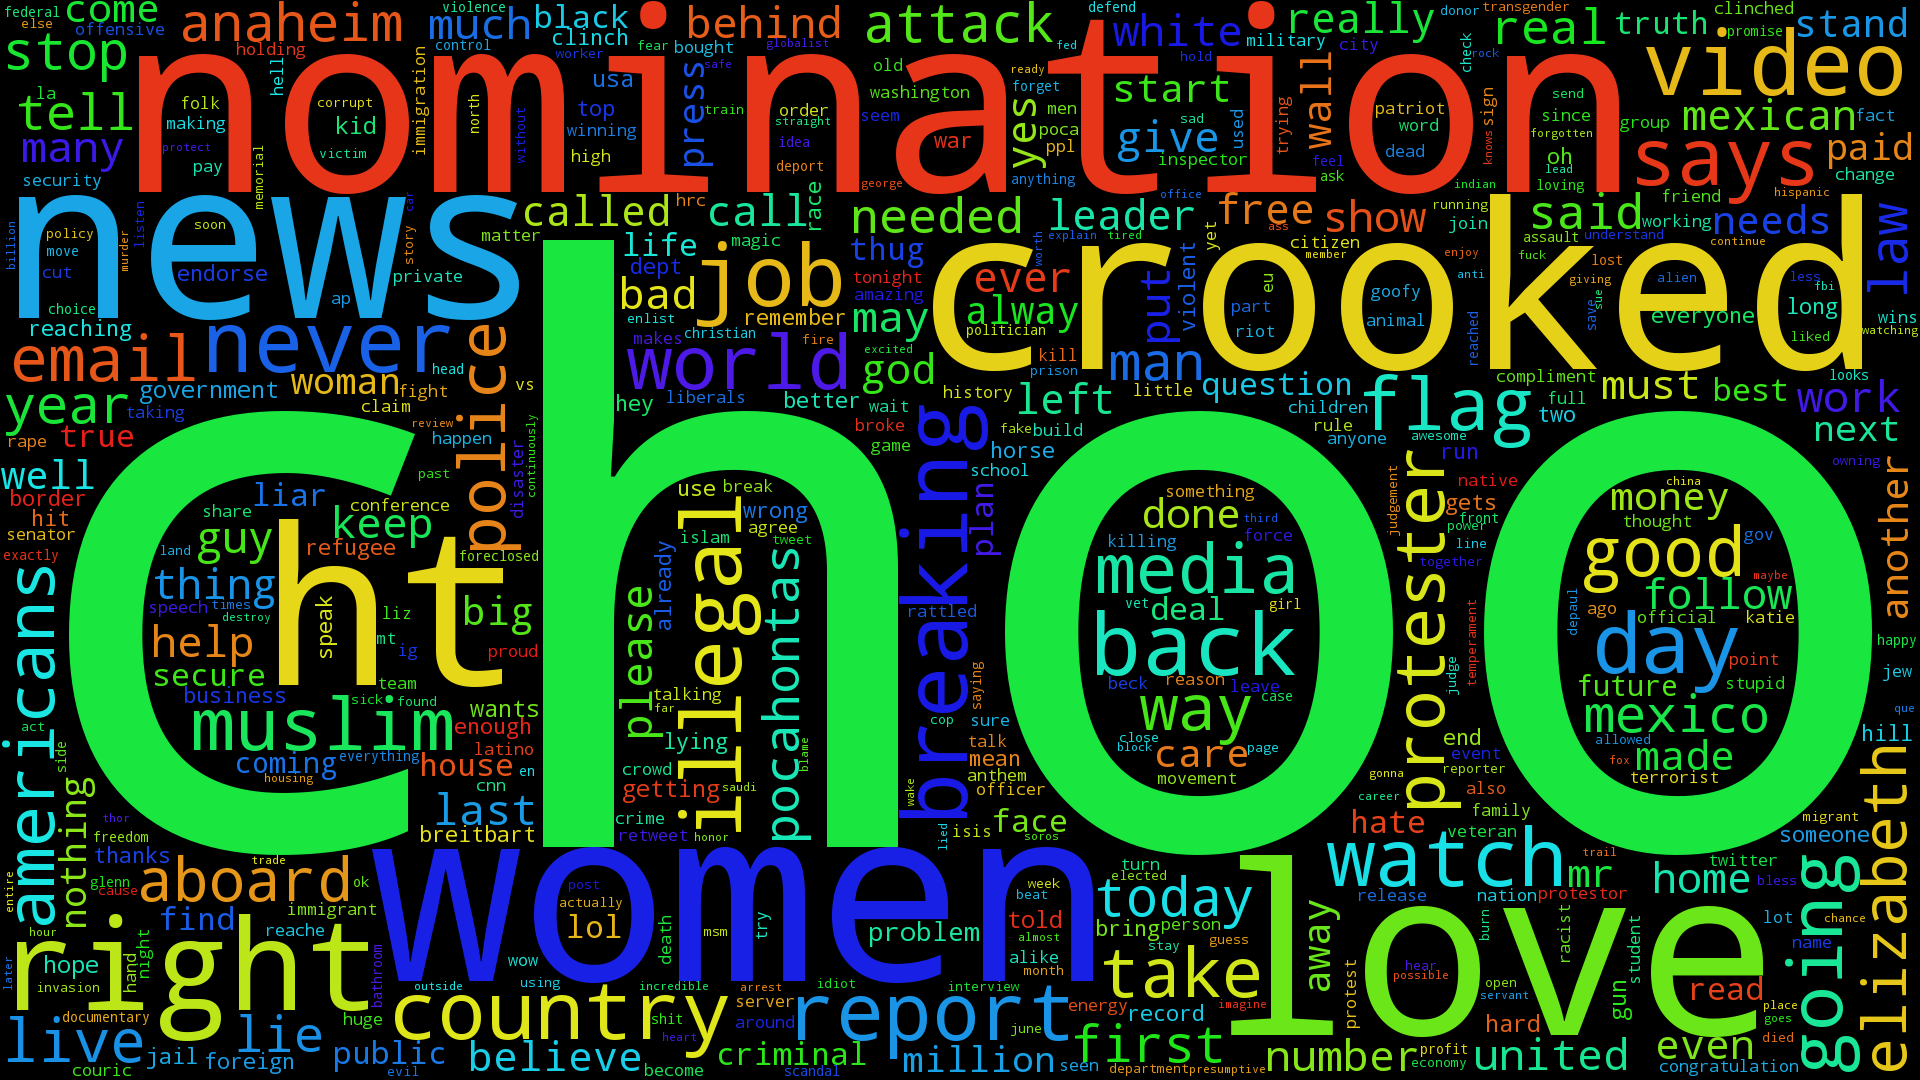 federal
come
anaheim
much
violence
black
behind
attack
defend
white
really
donor
transgender
real
truth
clinched
stand
else
offensive
holding
control
clinch
bought
globalist
fed
military
city
rock
promise
stop
nomination
video
hell
fear
worker
safe
old
ready
hold
wall
check
la
tell
folk
corrupt
immigration
usa
press
washington
forget
start
mexican
fact
making
kid
north
without
top
train
order
straight
seem
yes
men
sad
used
trying
patriot
sign
send
since
group
many
protect
victim
winning
idea
war
poca
give
word
forgotten
oh
says
paid
security
pay
memorial
high
deport
ppl
inspector
feel
dead
knows
lead
change
george
anything
office
ask
indian
loving
hispanic
news
listen
car
called
hrc
call
race
needed
leader
free
show
running
friend
said
working
needs
law
billion
policy
murder
soon
story
matter
life
magic
thug
explain
tired
yet
ass
citizen
join
assault
understand
move
cut
endorse
private
dept
job
tonight
worth
violent
member
crooked
enjoy
fuck
lost
continue
choice
ap
bad
amazing
ever
put
eu
goofy
anti
giving
alien
less
fbi
reaching
enlist
remember
may
alway
part
save
sue
long
wins
email
never
police
makes
christian
fire
politician
riot
animal
reached
everyone
liked
watching
government
woman
fight
head
vs
world
excited
god
kill
man
prison
compliment
must
looks
year
taking
claim
liberals
better
history
little
question
flag
full
best
work
true
rape
review
happen
continuously
hey
wait
left
children
two
next
past
broke
fake
build
rule
anyone
awesome
well
choo
game
breaking
horse
run
owning
border
liar
conference
disaster
use
break
school
something
judgement
native
china
another
hit
share
keep
illegal
wrong
plan
done
third
gets
front
money
senator
guy
refugee
agree
killing
force
power
thought
gov
exactly
land
foreclosed
islam
tweet
media
line
good
americans
thing
ht
already
vet
deal
girl
protester
together
maybe
speech
times
destroy
speak
liz
big
please
pocahontas
rattled
back
temperament
depaul
ago
follow
official
katie
help
mt
ig
proud
day
happy
secure
team
talking
saying
beck
reason
leave
judge
point
jew
business
sick
found
wants
far
way
case
future
stupid
muslim
enough
lying
cop
sure
close
mexico
que
act
coming
everything
latino
blame
talk
block
care
page
end
allowed
hill
side
housing
house
en
crowd
mean
movement
event
fox
made
nothing
cnn
getting
saudi
wake
anthem
gonna
reporter
terrorist
elizabeth
thor
last
crime
officer
career
also
freedom
breitbart
retweet
honor
lied
isis
face
soros
hate
family
migrant
thanks
trade
women
veteran
someone
entire
glenn
cause
aboard
ok
post
turn
elected
watch
trail
mr
twitter
home
bless
going
find
immigrant
actually
week
beat
today
release
nation
protestor
right
hour
reache
lol
death
msm
try
problem
told
almost
bring
person
love
away
burn
racist
student
lot
chance
later
hope
hand
night
bathroom
wow
alike
stay
guess
hear
name
invasion
outside
using
incredible
arrest
idiot
interview
month
take
protest
possible
open
gun
read
place
documentary
huge
country
shit
server
report
energy
imagine
servant
goes
live
lie
heart
around
june
record
first
hard
died
jail
foreign
public
believe
criminal
million
number
profit
united
even
couric
evil
become
scandal
seen
department
presumptive
economy
congratulation